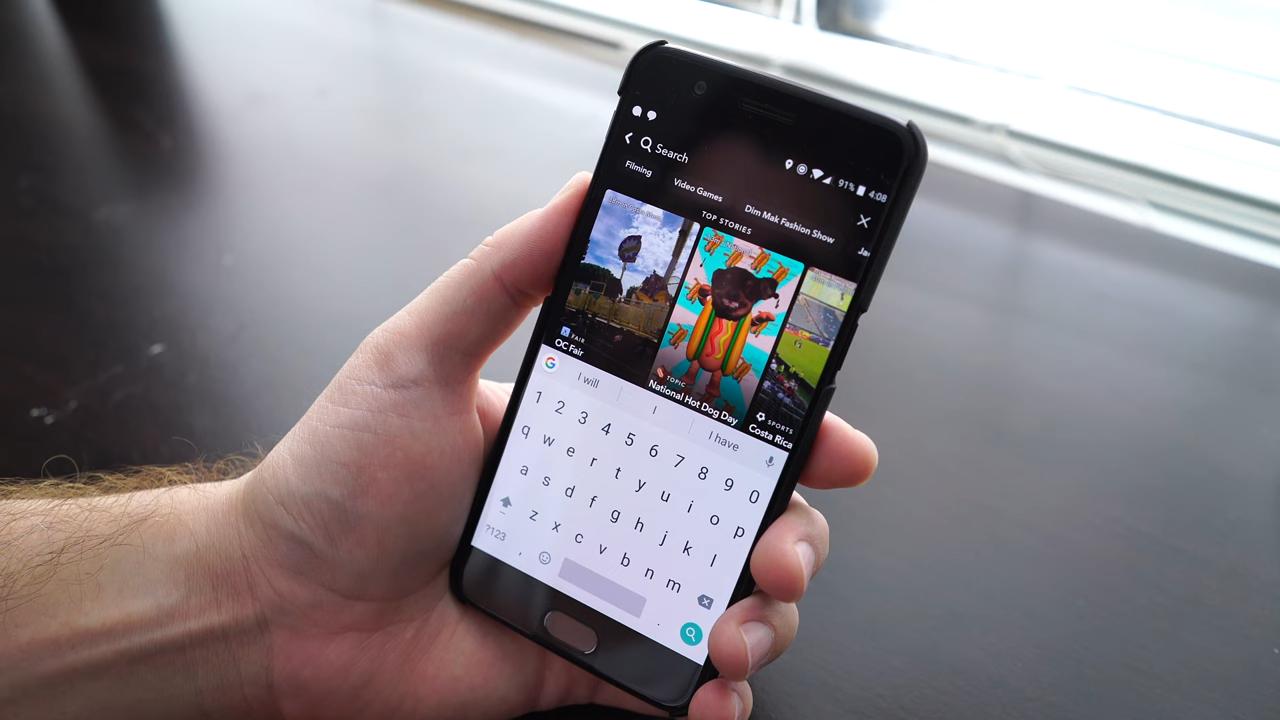 Search
91% 4:08
Filming Video Games Dim Mak Fashion Show
TOP STORIES
FAIR
OC Fair
TOPIC
National Hot Dog Day
SPORTS
Costa Rica
G I will I I have
1 2 3 4 5 6 7 8 9 0
q w e r t y u i o p
a s d f g h j k l
z x c v b n m
?123 , .